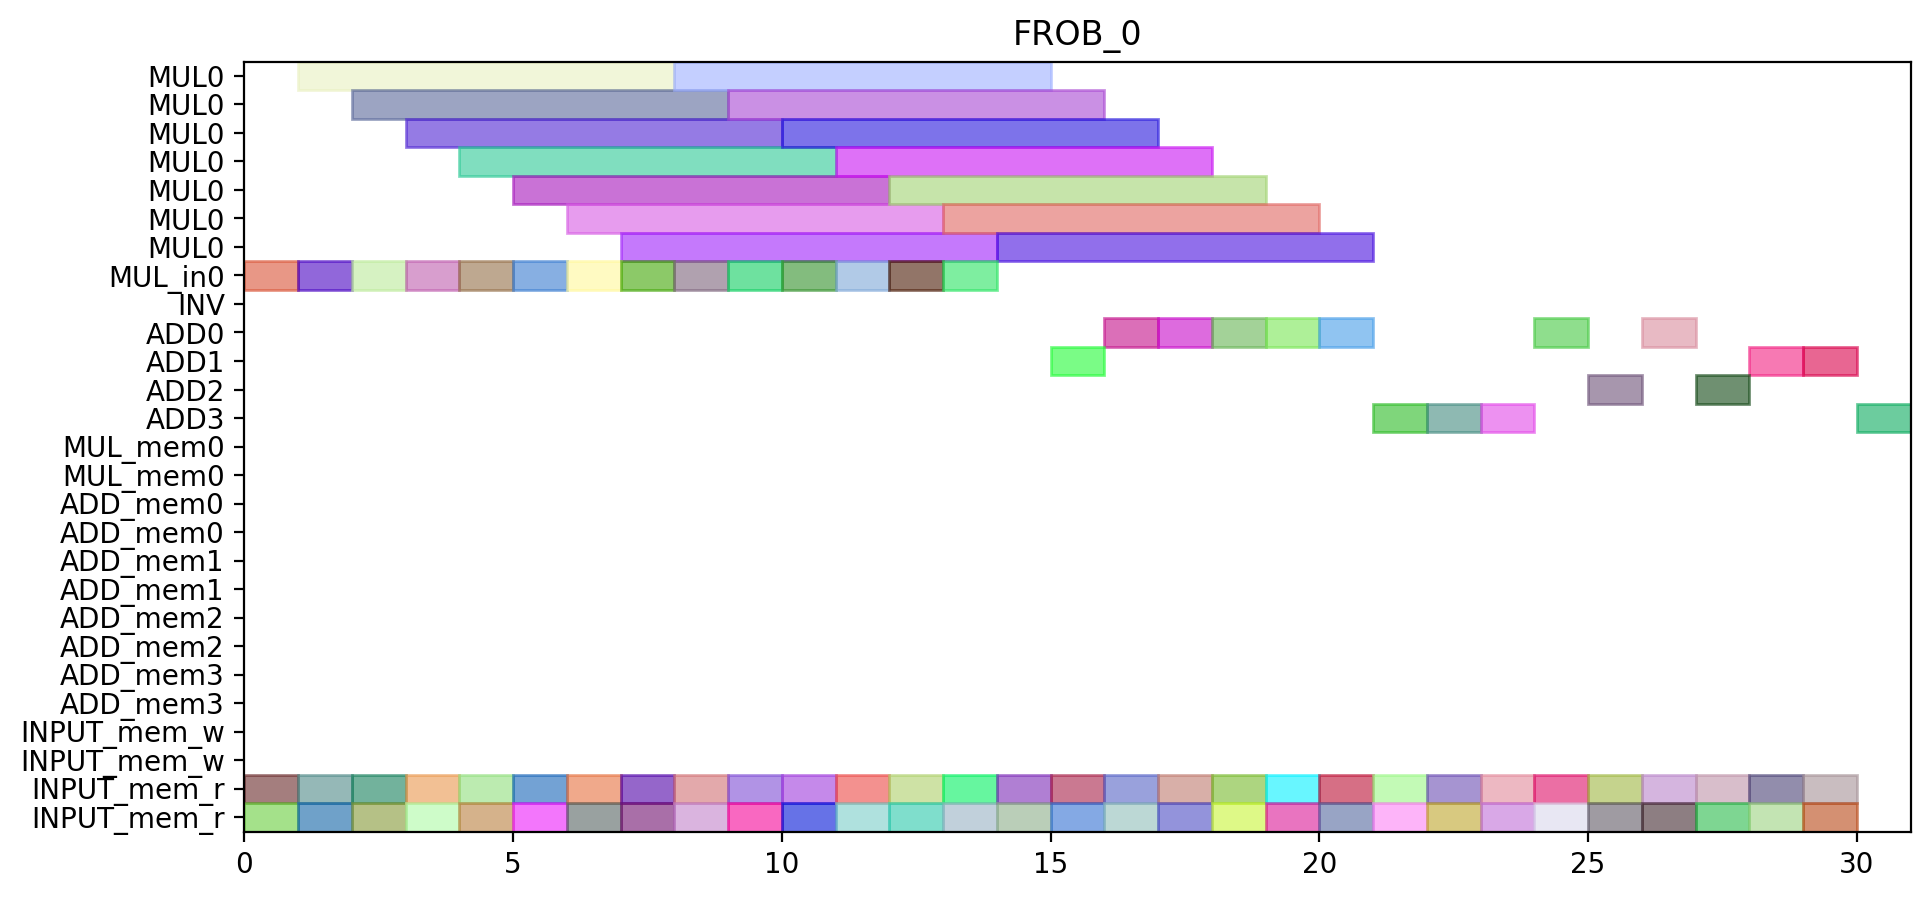 FROB_0
MUL0
MUL0
MUL0
MUL0
MUL0
MUL0
MUL0
MUL_in0
INV
ADD0
ADD1
ADD2
ADD3
MUL_mem0
MUL_mem0
ADD_mem0
ADD_mem0
ADD_mem1
ADD_mem1
ADD_mem2
ADD_mem2
ADD_mem3
ADD_mem3
INPUT_mem_w
INPUT_mem_w
INPUT_mem_r
INPUT_mem_r
0 5 10 15 20 25 30